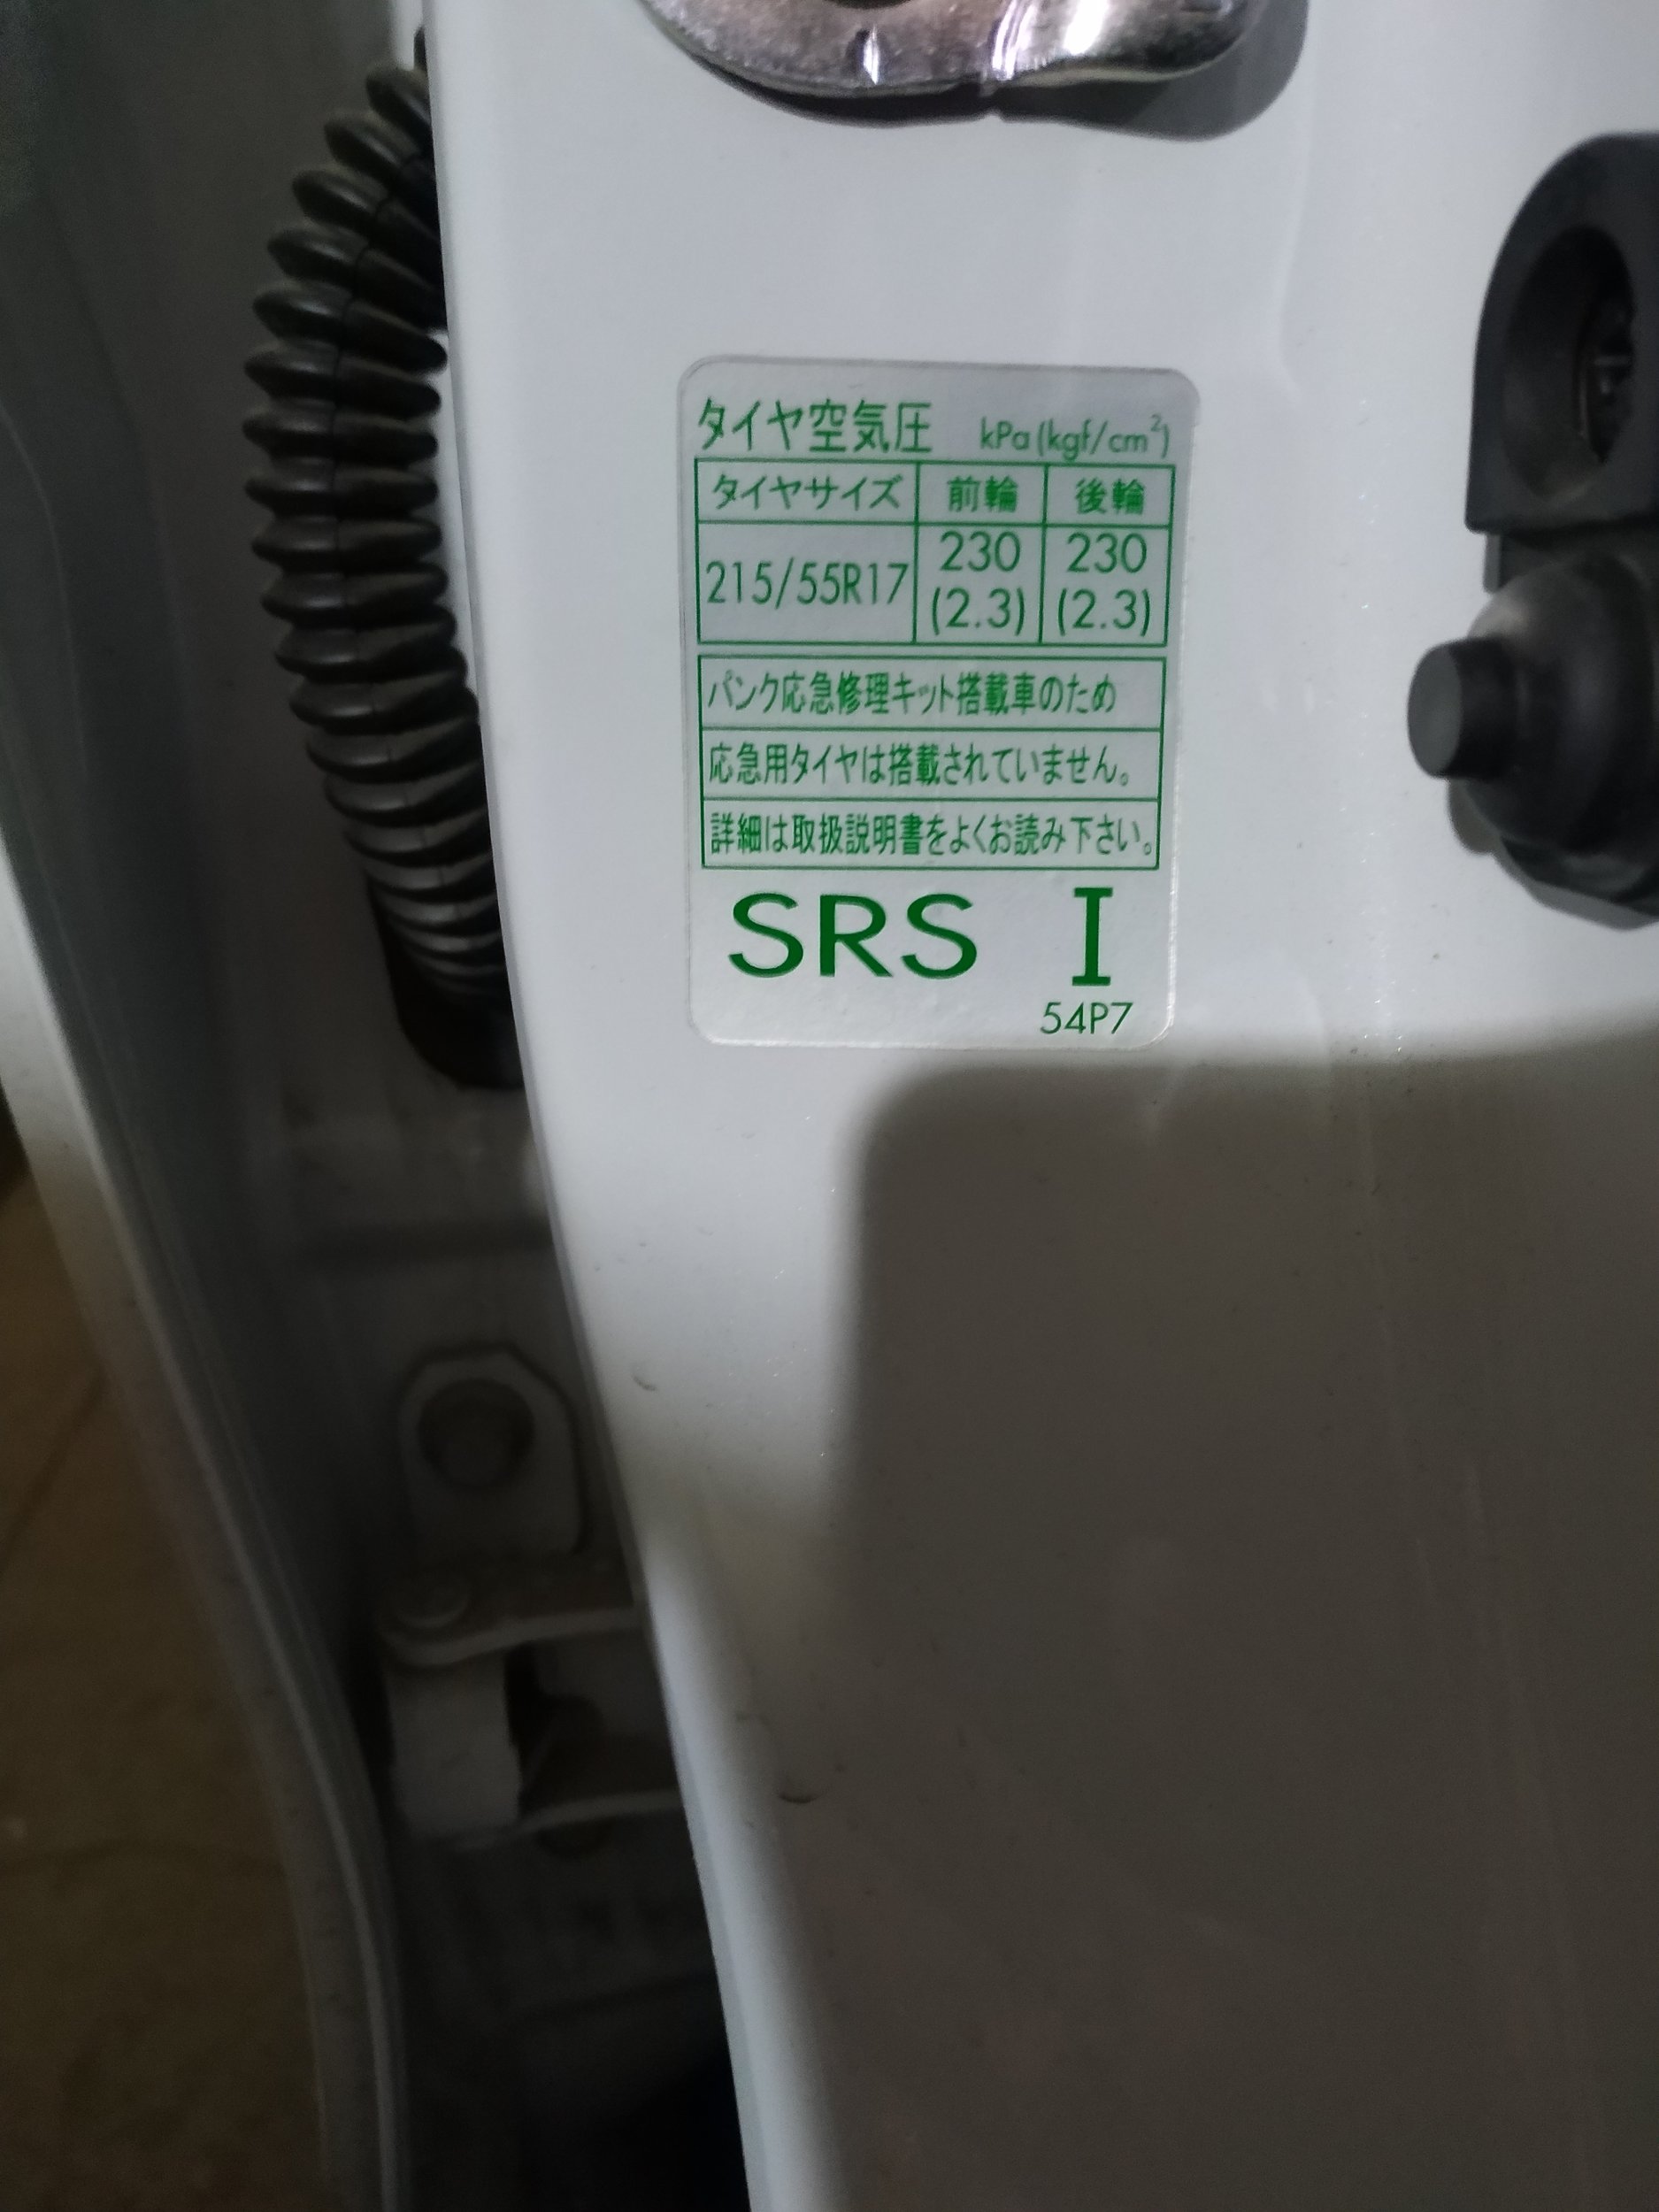 タイヤ空気圧 kPa(kgf/cm²)
タイヤサイズ 前輪 後輪
215/55R17 230 (2.3) 230 (2.3)
パンク応急修理キット搭載車のため
応急用タイヤは搭載されていません。
詳細は取扱説明書をよくお読み下さい。
SRS I
54P7